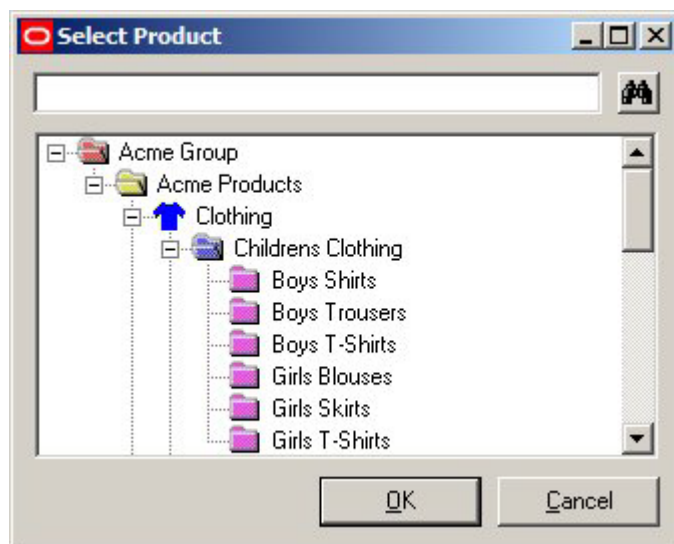 Select Product
Acme Group
Acme Products
Clothing
Childrens Clothing
Boys Shirts
Boys Trousers
Boys T-Shirts
Girls Blouses
Girls Skirts
Girls T-Shirts
OK
Cancel